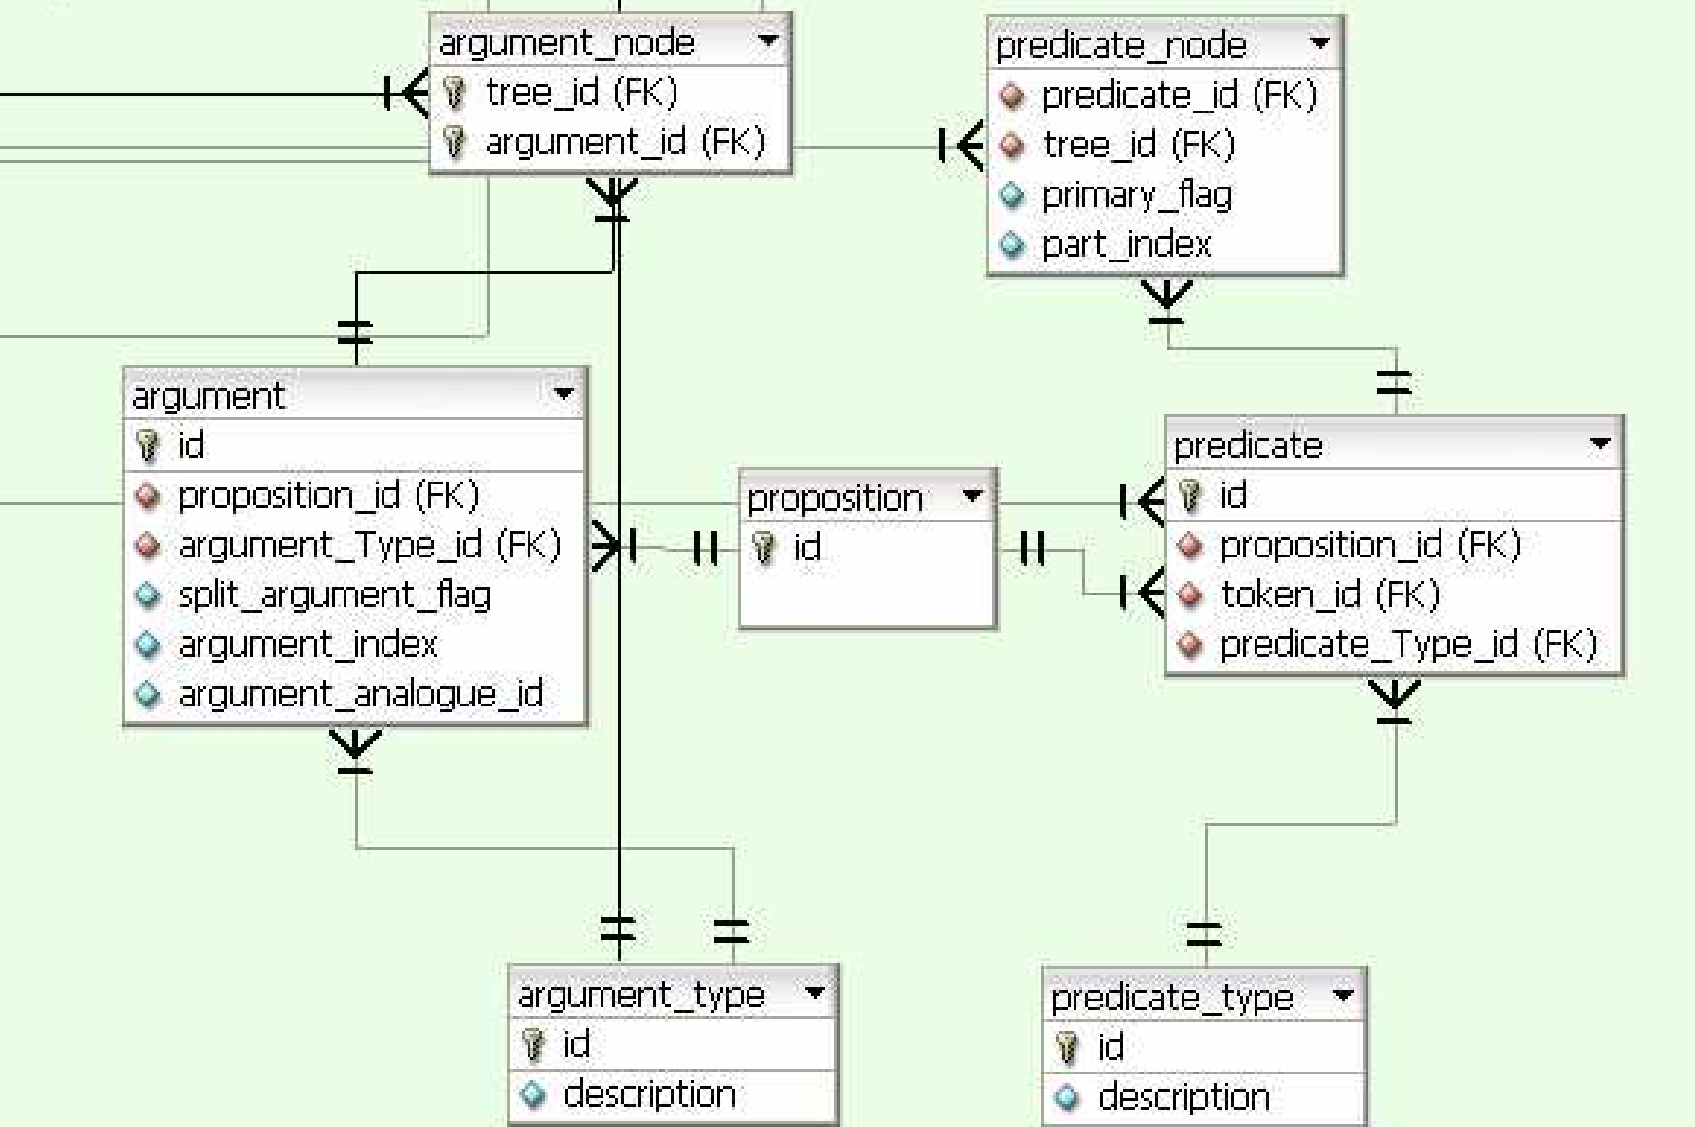 argument_node
tree_id (FK)
argument_id (FK)
predicate_node
predicate_id (FK)
tree_id (FK)
primary_flag
part_index
argument
id
proposition_id (FK)
argument_Type_id (FK)
split_argument_flag
argument_index
argument_analogue_id
proposition
id
predicate
id
proposition_id (FK)
token_id (FK)
predicate_Type_id (FK)
argument_type
id
description
predicate_type
id
description